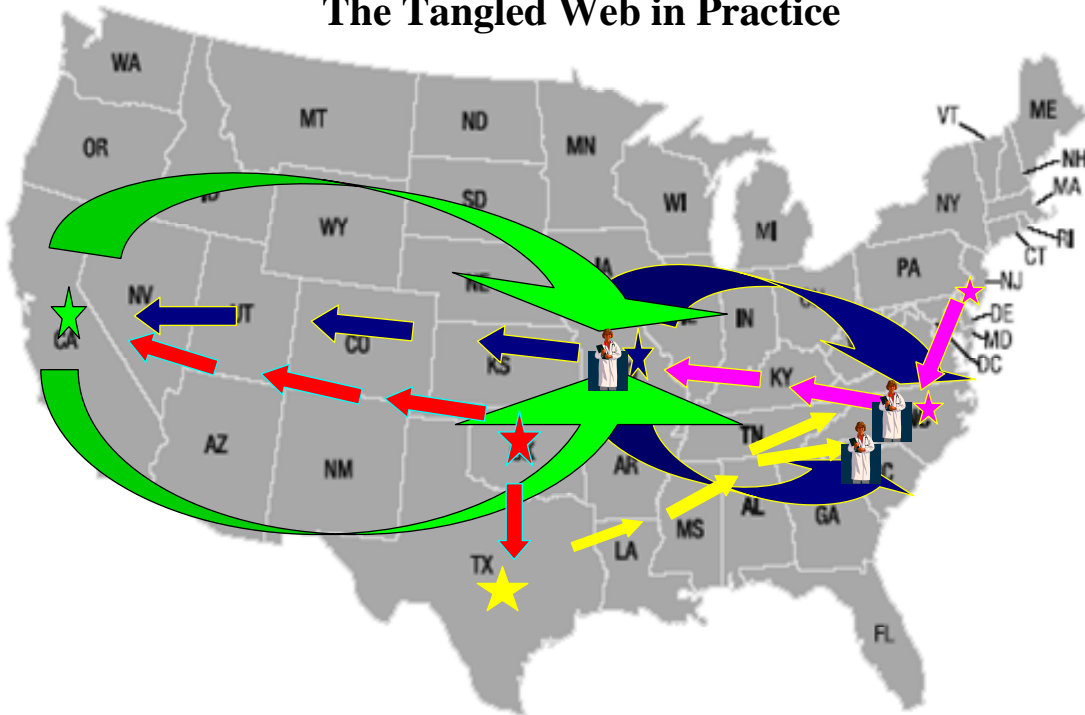 The Tangled Web in Practice
WA
MT
ND
MN
ME
VT
OR
NH
MA
WI
NY
SD
MI
RI
WY
CT
PA
IA
NJ
NE
NV
UT
IN
DE
MD
CA
CO
KS
DC
KY
TN
AZ
NM
AR
AL
GA
MS
LA
TX
FL